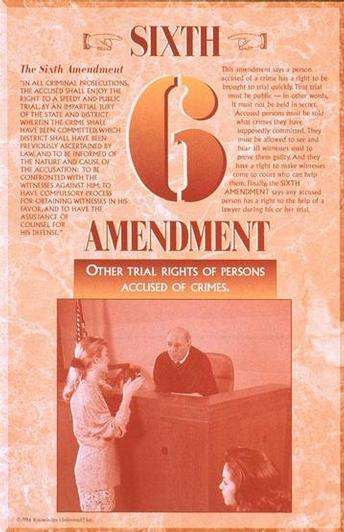 SIXTH
The Sixth Amendment
"IN ALL CRIMINAL PROSECUTIONS,
THE ACCUSED SHALL ENJOY THE
RIGHT TO A SPEEDY AND PUBLIC
TRIAL, BY AN IMPARTIAL JURY
OF THE STATE AND DISTRICT
WHEREIN THE CRIME SHALL
HAVE BEEN COMMITTED, WHICH
DISTRICT SHALL HAVE BEEN
PREVIOUSLY ASCERTAINED BY
LAW, AND TO BE INFORMED OF
THE NATURE AND CAUSE OF
THE ACCUSATION: TO BE
CONFRONTED WITH THE
WITNESSES AGAINST HIM; TO
HAVE COMPULSORY PROCESS
FOR OBTAINING WITNESSES IN HIS
FAVOR, AND TO HAVE THE
ASSISTANCE OF
COUNSEL FOR
HIS DEFENSE."
6
This amendment says a person
accused of a crime has a right to be
brought to trial quickly. That trial
must be public — in other words,
it must not be held in secret.
Accused persons must be told
what crimes they have
supposedly committed. They
must be allowed to see and
hear all witnesses used to
prove them guilty. And they
have a right to make witnesses
come to court who can help
them. Finally, the SIXTH
AMENDMENT says any accused
person has a right to the help of a
lawyer during his or her trial.
AMENDMENT
OTHER TRIAL RIGHTS OF PERSONS
ACCUSED OF CRIMES.
Knowledge Unlimited, Inc.